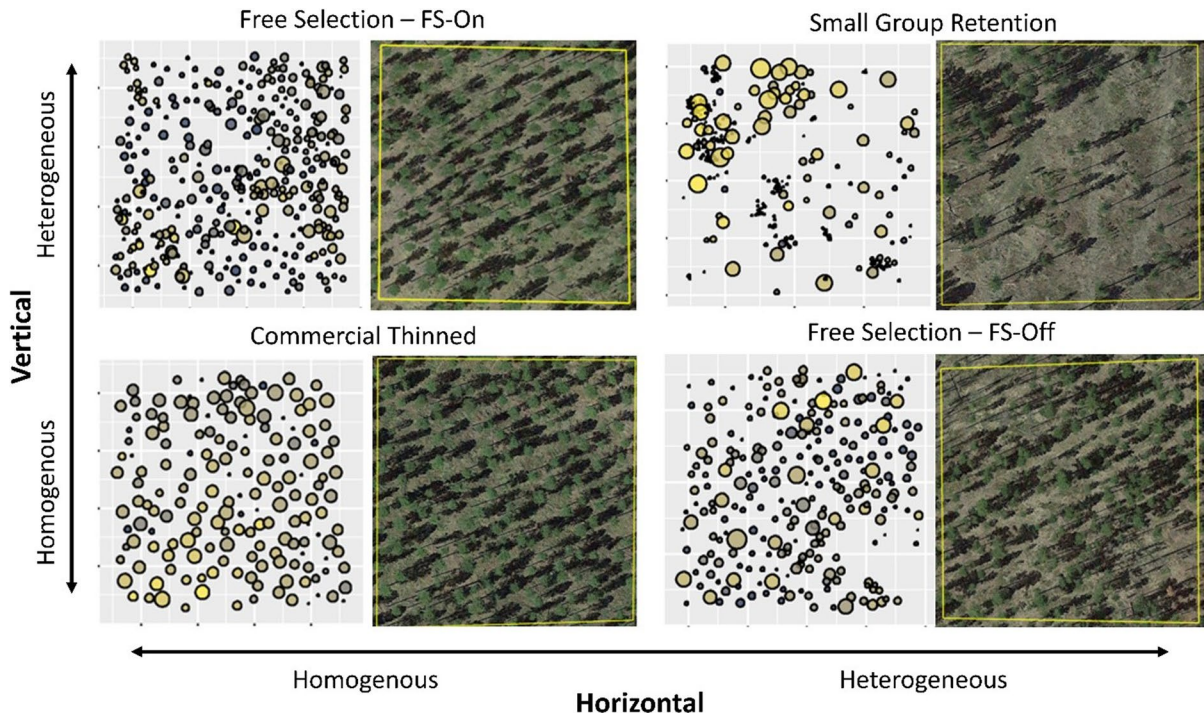 Free Selection – FS-On
Small Group Retention
Heterogeneous
Vertical
Commercial Thinned
Free Selection – FS-Off
Homogenous
Homogenous
Heterogeneous
Horizontal